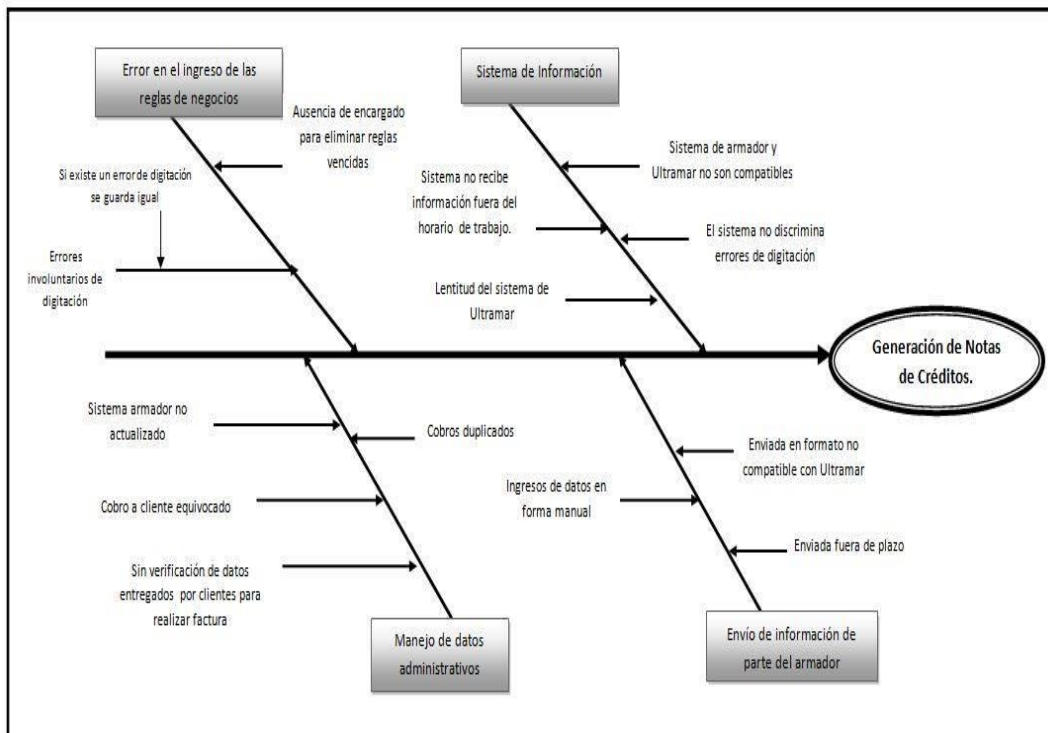 Error en el ingreso de las
reglas de negocios
Sistema de Información
Ausencia de encargado
para eliminar reglas
vencidas
Si existe un error de digitación
se guarda igual
Errores
involuntarios de
digitación
Sistema de armador y
Ultramar no son compatibles
Sistema no recibe
información fuera del
horario de trabajo.
El sistema no discrimina
errores de digitación
Lentitud del sistema de
Ultramar
Generación de Notas
de Créditos.
Sistema armador no
actualizado
Cobros duplicados
Cobro a cliente equivocado
Sin verificación de datos
entregados por clientes para
realizar factura
Manejo de datos
administrativos
Enviada en formato no
compatible con Ultramar
Ingresos de datos en
forma manual
Enviada fuera de plazo
Envío de información de
parte del armador